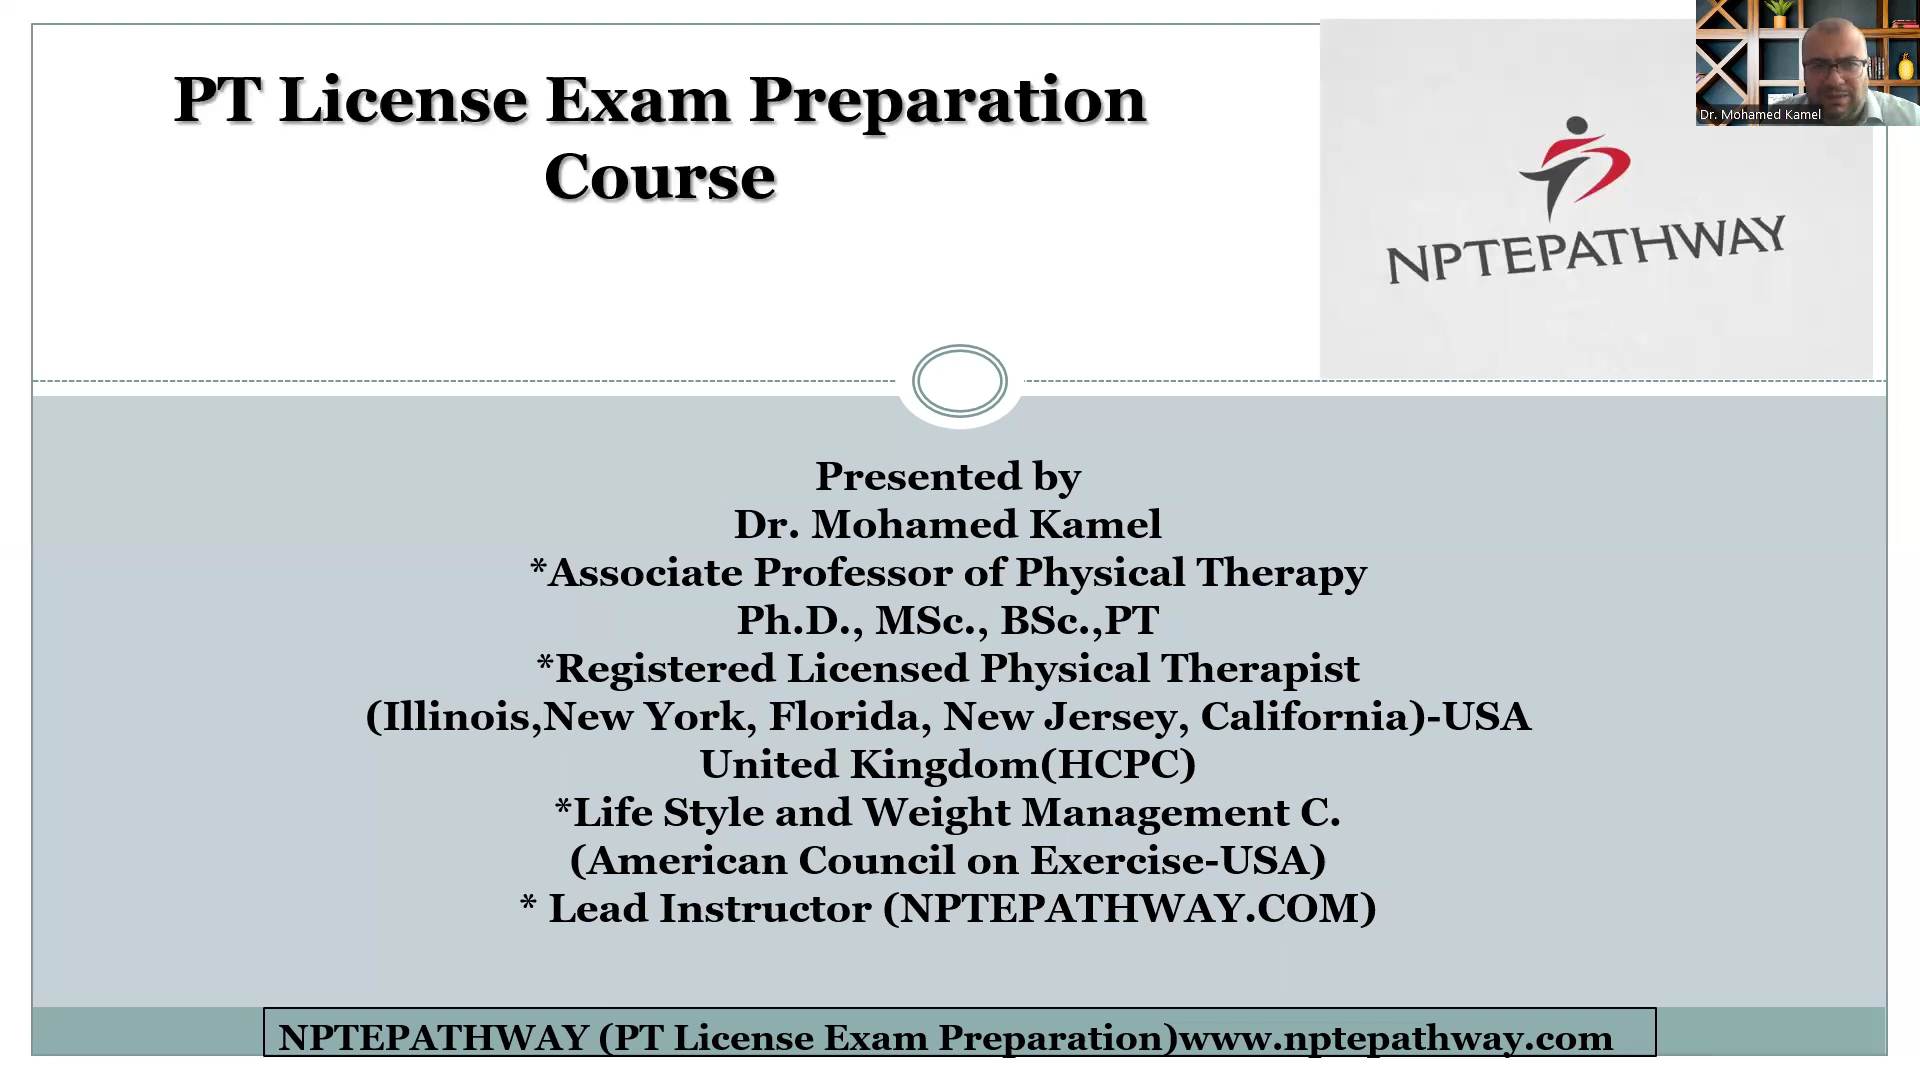 PT License Exam Preparation
Course
Dr. Mohamed Kamel
NPTEPATHWAY
Presented by
Dr. Mohamed Kamel
*Associate Professor of Physical Therapy
Ph.D., MSc., BSc.,PT
*Registered Licensed Physical Therapist
(Illinois,New York, Florida, New Jersey, California)-USA
United Kingdom(HCPC)
*Life Style and Weight Management C.
(American Council on Exercise-USA)
* Lead Instructor (NPTEPATHWAY.COM)
NPTEPATHWAY (PT License Exam Preparation)www.nptepathway.com